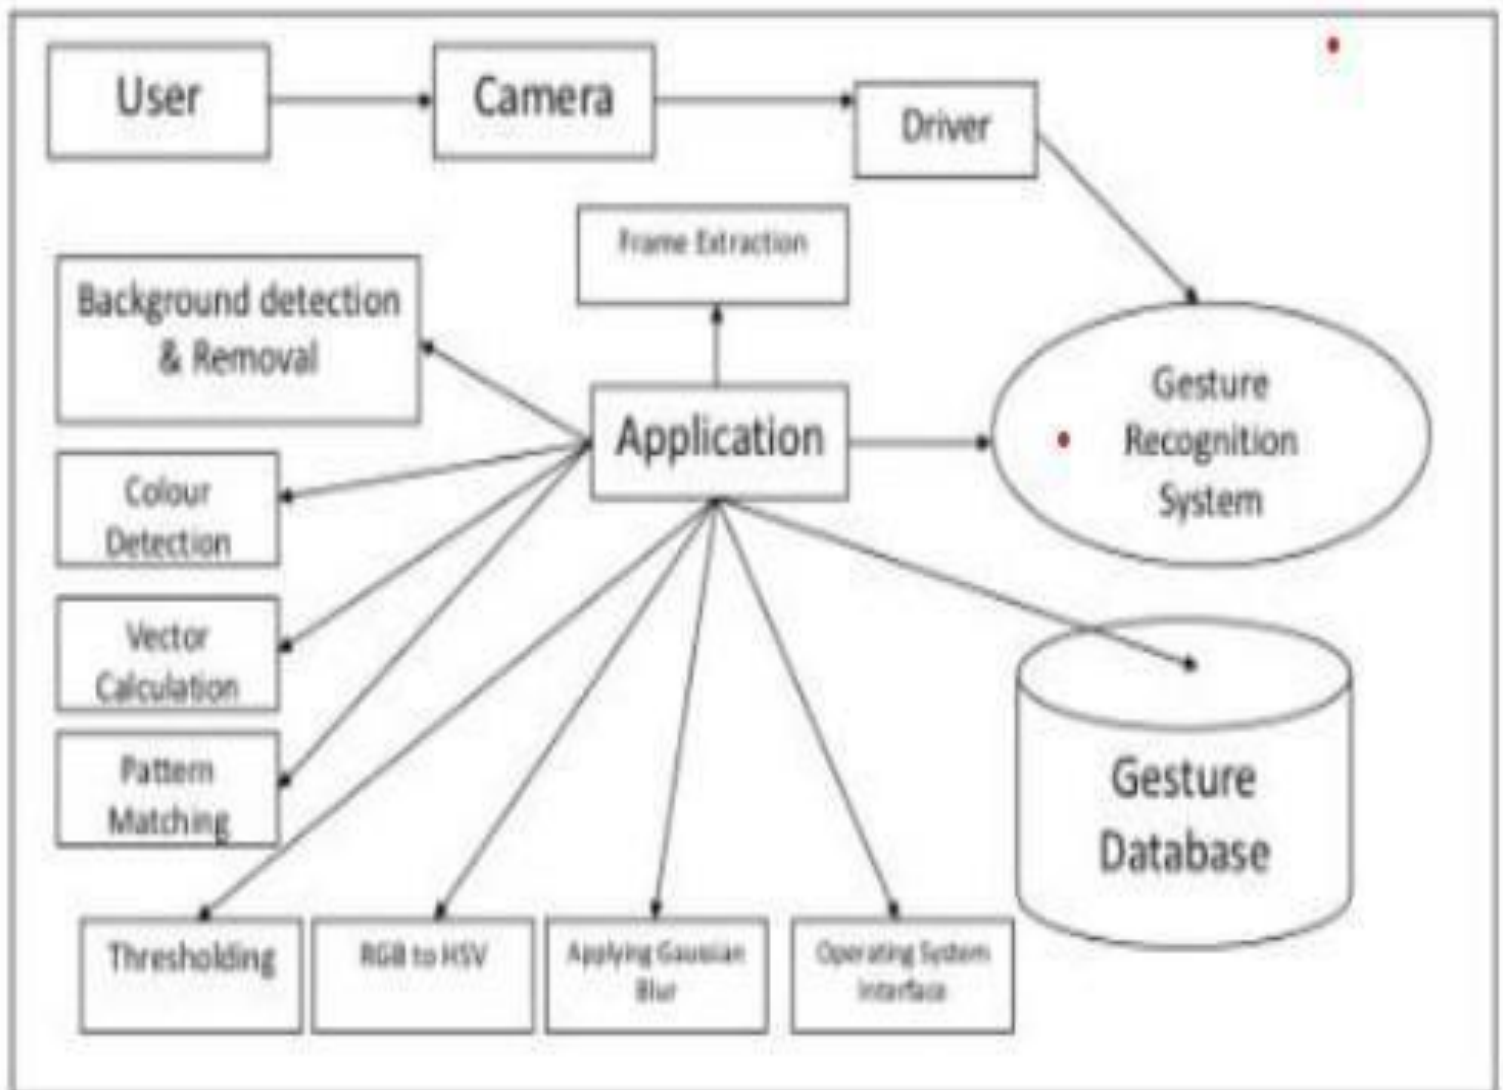 User
Camera
Driver
Frame Extraction
Background detection
& Removal
Application
Gesture
Recognition
System
Colour
Detection
Vector
Calculation
Pattern
Matching
Gesture
Database
Thresholding
RGB to HSV
Applying Gaussian
Blur
Operating System
Interface